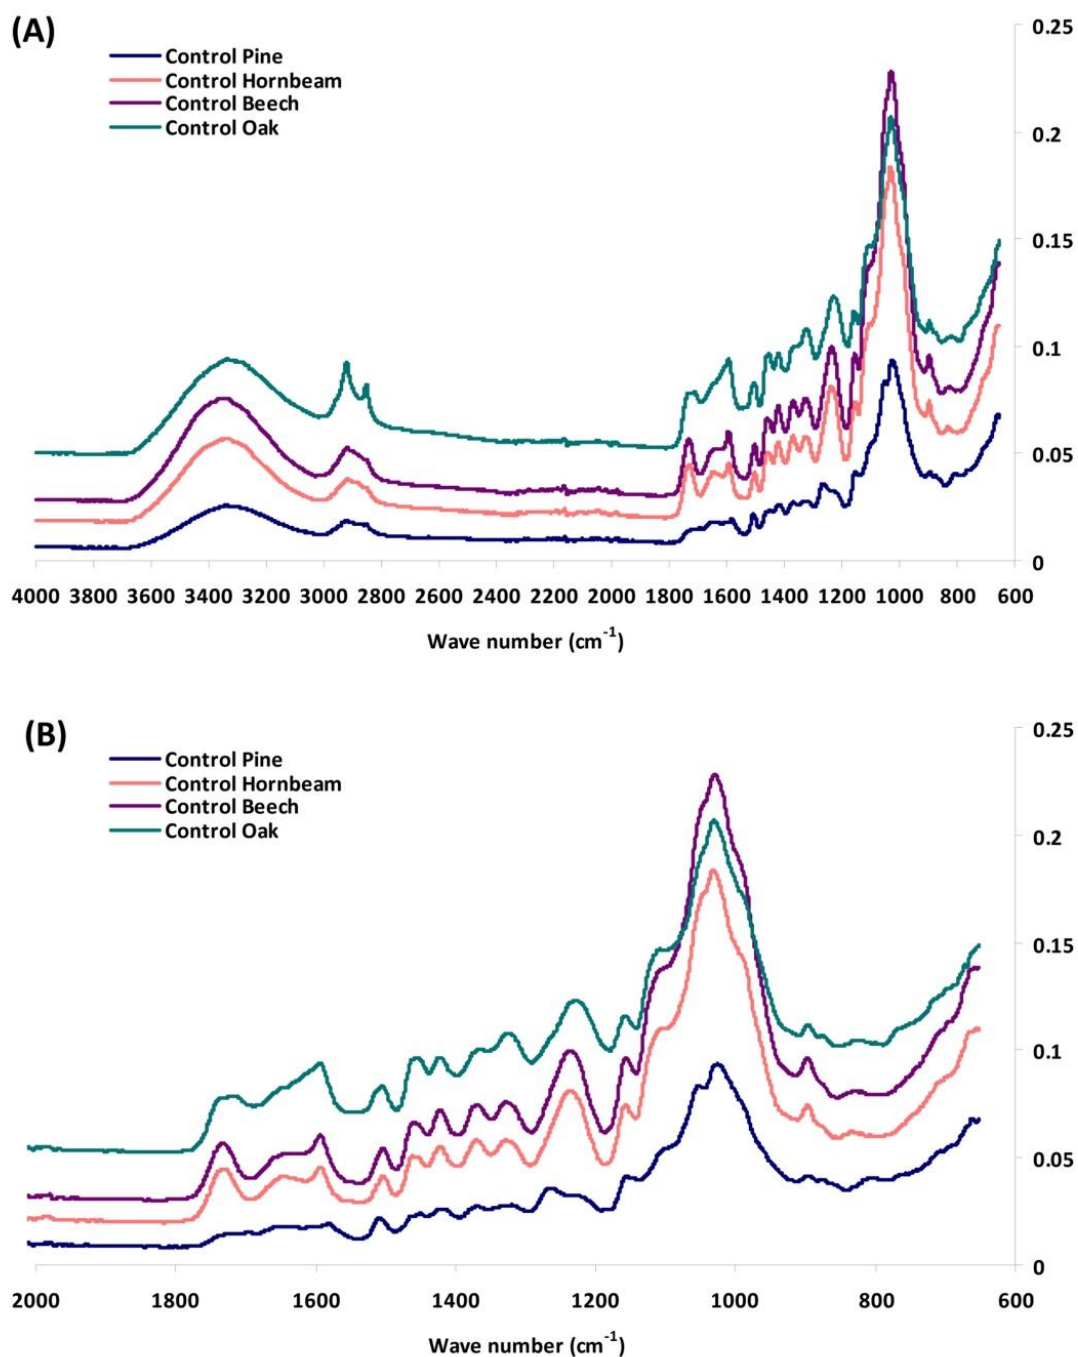 (A)
Control Pine
Control Hornbeam
Control Beech
Control Oak
0.25
0.2
0.15
0.1
0.05
0
4000 3800 3600 3400 3200 3000 2800 2600 2400 2200 2000 1800 1600 1400 1200 1000 800 600
Wave number (cm⁻¹)
(B)
Control Pine
Control Hornbeam
Control Beech
Control Oak
0.25
0.2
0.15
0.1
0.05
0
2000 1800 1600 1400 1200 1000 800 600
Wave number (cm⁻¹)